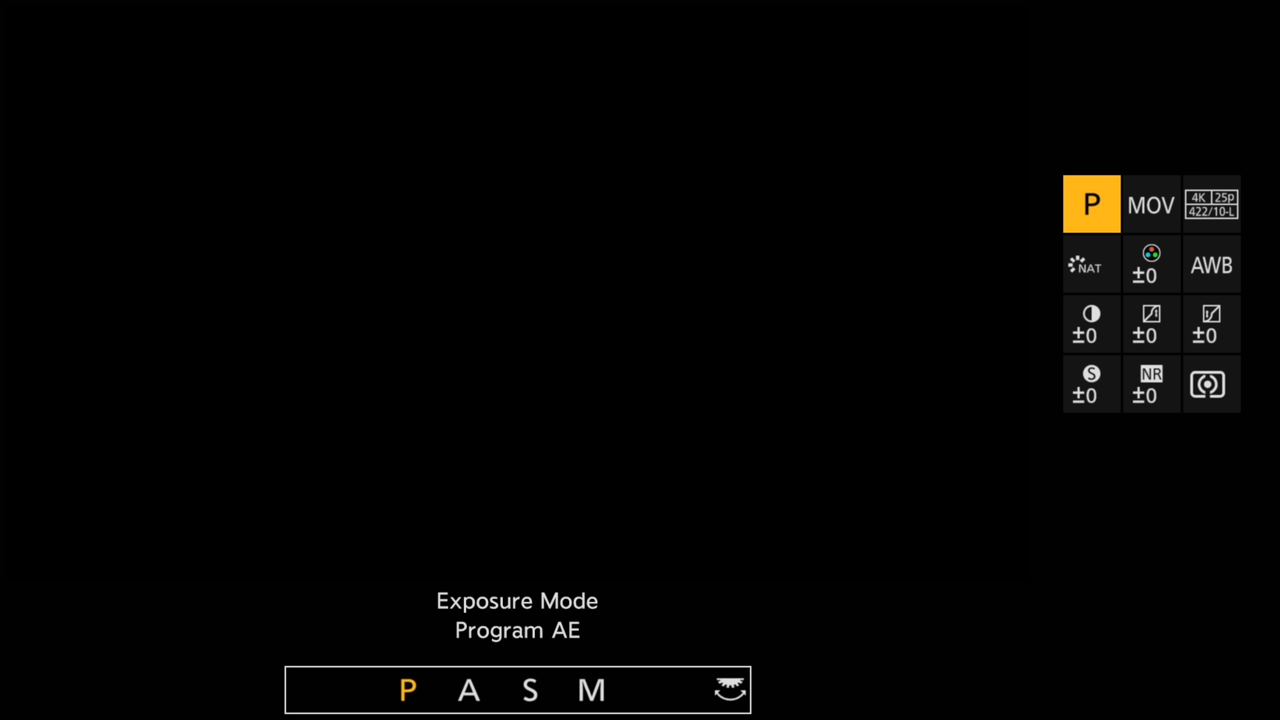 P MOV 4K 25p
422/10-L
NAT ±0 AWB
±0 ±0 ±0
S NR
±0 ±0
Exposure Mode
Program AE
P A S M